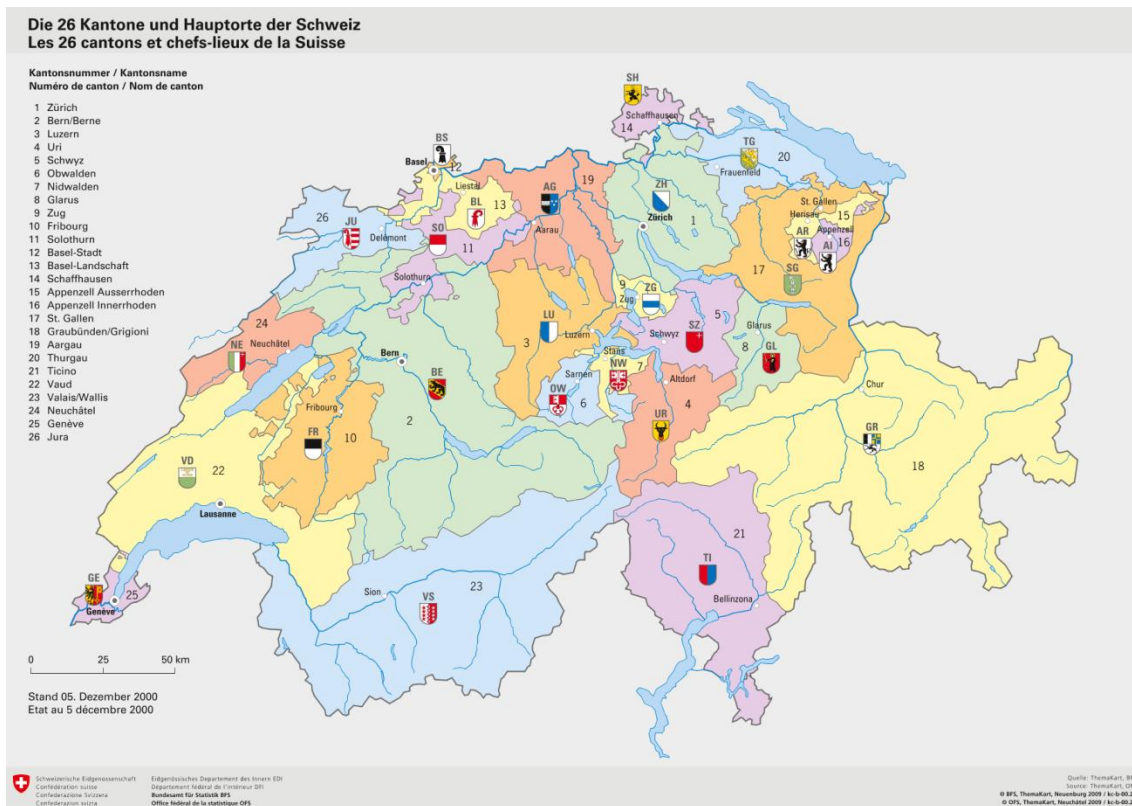 Die 26 Kantone und Hauptorte der Schweiz
Les 26 cantons et chefs-lieux de la Suisse
Kantonsnummer / Kantonsname
Numéro de canton / Nom de canton
1 Zürich
2 Bern/Berne
3 Luzern
4 Uri
5 Schwyz
6 Obwalden
7 Nidwalden
8 Glarus
9 Zug
10 Fribourg
11 Solothurn
12 Basel-Stadt
13 Basel-Landschaft
14 Schaffhausen
15 Appenzell Ausserrhoden
16 Appenzell Innerrhoden
17 St. Gallen
18 Graubünden/Grigioni
19 Aargau
20 Thurgau
21 Ticino
22 Vaud
23 Valais/Wallis
24 Neuchâtel
25 Genève
26 Jura
SH
Schaffhausen
14
BS
Basel
12
TG
20
Frauenfeld
Liestal
BL
13
AG
19
Aarau
ZH
Zürich
1
26
JU
Delémont
SO
11
Solothurn
St. Gallen
Herisau
15
Appenzell
AR
AI
16
17
SG
9
ZG
Zug
LU
Luzern
3
5
Schwyz
SZ
Glarus
8
GL
24
NE
Neuchâtel
Bern
BE
2
Stans
NW
7
Sarnen
OW
6
Altdorf
4
UR
Chur
GR
18
Fribourg
FR
10
VD
22
Lausanne
GE
Genève
25
Sion
VS
23
21
TI
Bellinzona
0 25 50 km
Stand 05. Dezember 2000
Etat au 5 décembre 2000
Schweizerische Eidgenossenschaft
Confédération suisse
Confederazione Svizzera
Confederaziun svizra
Eidgenössisches Departement des Innern EDI
Département fédéral de l'intérieur DFI
Bundesamt für Statistik BFS
Office fédéral de la statistique OFS
Quelle: ThemaKart,
Source: ThemaKart,
© BFS, ThemaKart, Neuenburg 2009 / kc-b-00.2
© OFS, ThemaKart, Neuchâtel 2009 / kc-b-00.2